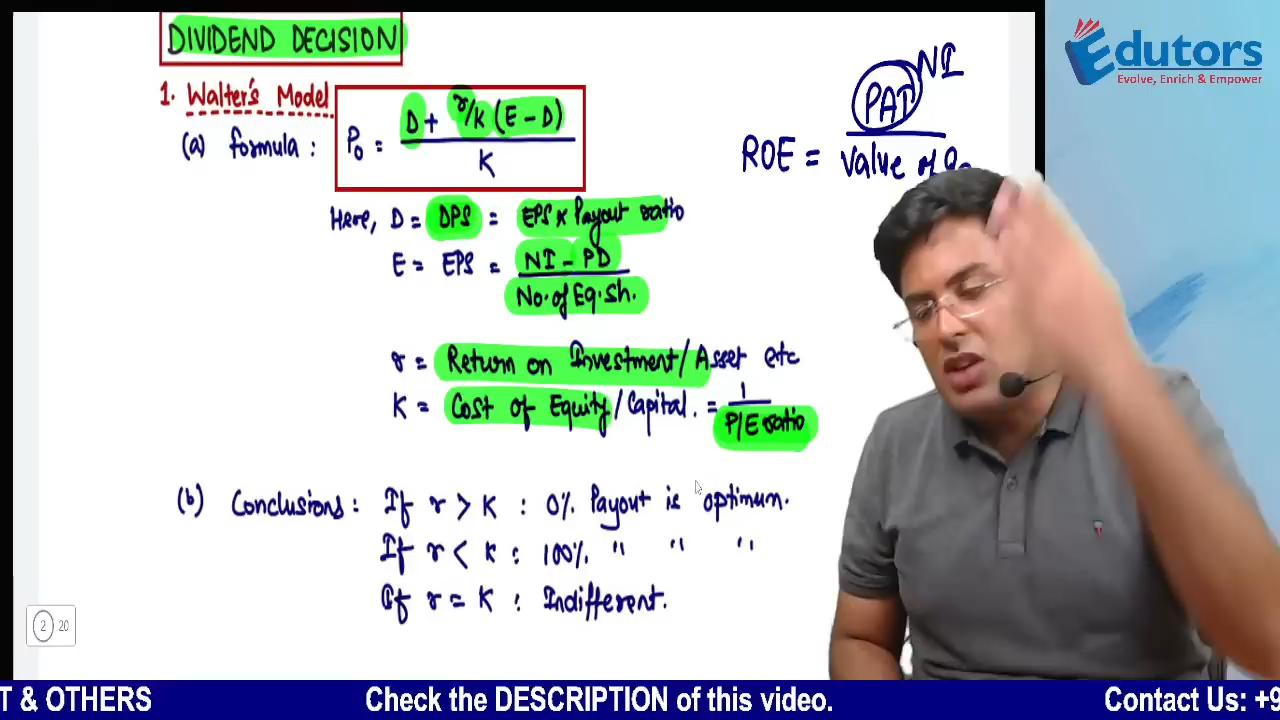 DIVIDEND DECISION
1. Walter's Model
(a) formula : P₀ = D + r/k (E - D)
K
Here, D = DPS = EPS x Payout ratio
E = EPS = NI - PD
No. of Eq. Sh.
r = Return on Investment/Asset etc
K = Cost of Equity/Capital. = 1
P/E ratio
(b) Conclusions : If r > K : 0% Payout is optimum.
If r < K : 100% " " "
If r = K : Indifferent.
PAT NI
ROE = value of
Edutors
Evolve, Enrich & Empower
2 20
T & OTHERS Check the DESCRIPTION of this video. Contact Us: +9